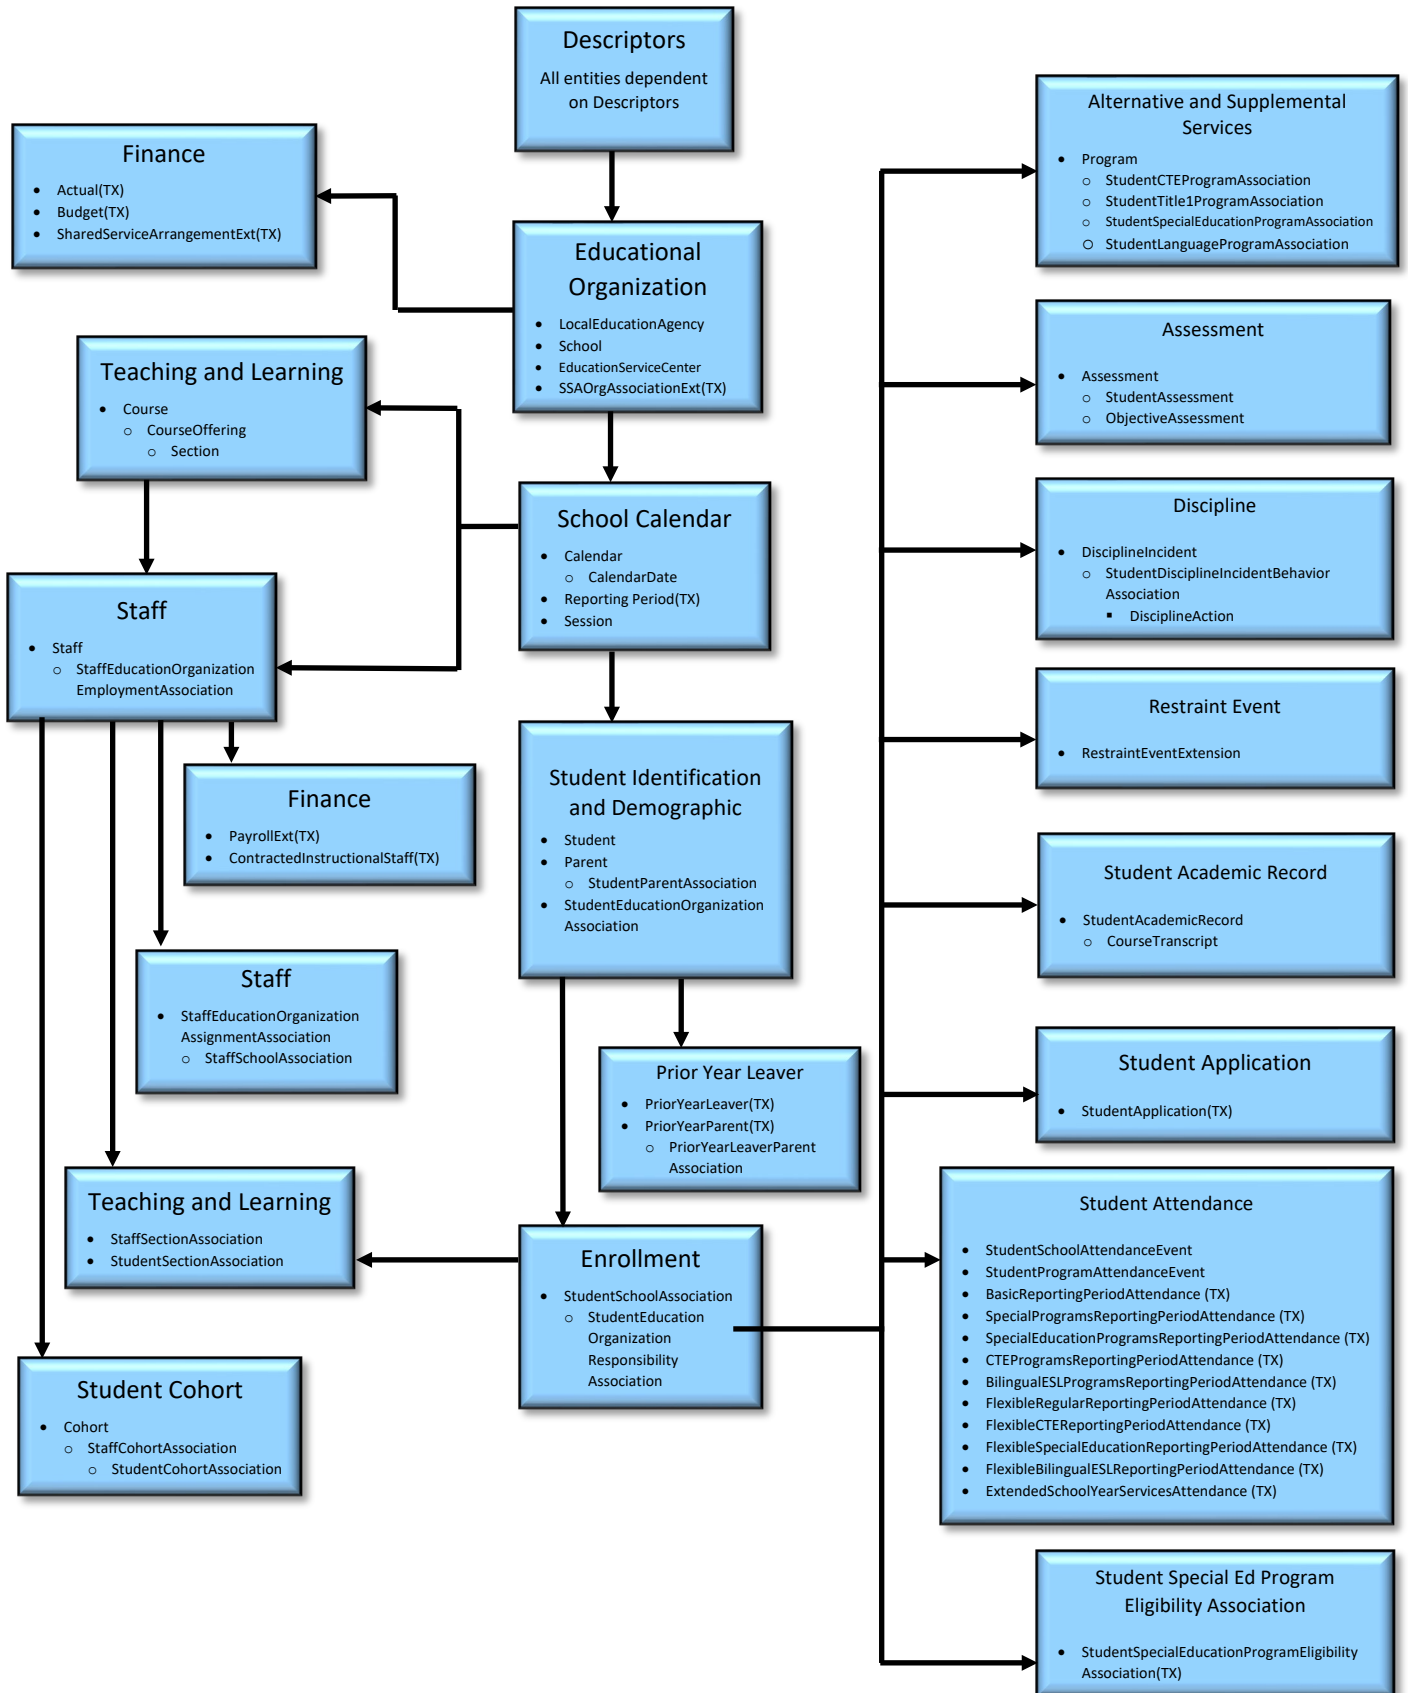 Descriptors
All entities dependent
on Descriptors
Finance
Actual(TX)
Budget(TX)
SharedServiceArrangementExt(TX)
Educational
Organization
LocalEducationAgency
School
EducationServiceCenter
SSAOrgAssociationExt(TX)
Teaching and Learning
Course
CourseOffering
Section
School Calendar
Calendar
CalendarDate
Reporting Period(TX)
Session
Staff
Staff
StaffEducationOrganization
EmploymentAssociation
Finance
PayrollExt(TX)
ContractedInstructionalStaff(TX)
Student Identification
and Demographic
Student
Parent
StudentParentAssociation
StudentEducationOrganization
Association
Staff
StaffEducationOrganization
AssignmentAssociation
StaffSchoolAssociation
Prior Year Leaver
PriorYearLeaver(TX)
PriorYearParent(TX)
PriorYearLeaverParent
Association
Teaching and Learning
StaffSectionAssociation
StudentSectionAssociation
Enrollment
StudentSchoolAssociation
StudentEducation
Organization
Responsibility
Association
Student Cohort
Cohort
StaffCohortAssociation
StudentCohortAssociation
Alternative and Supplemental
Services
Program
StudentCTEProgramAssociation
StudentTitle1ProgramAssociation
StudentSpecialEducationProgramAssociation
StudentLanguageProgramAssociation
Assessment
Assessment
StudentAssessment
ObjectiveAssessment
Discipline
DisciplineIncident
StudentDisciplineIncidentBehavior
Association
DisciplineAction
Restraint Event
RestraintEventExtension
Student Academic Record
StudentAcademicRecord
CourseTranscript
Student Application
StudentApplication(TX)
Student Attendance
StudentSchoolAttendanceEvent
StudentProgramAttendanceEvent
BasicReportingPeriodAttendance (TX)
SpecialProgramsReportingPeriodAttendance (TX)
SpecialEducationProgramsReportingPeriodAttendance (TX)
CTEProgramsReportingPeriodAttendance (TX)
BilingualESLProgramsReportingPeriodAttendance (TX)
FlexibleRegularReportingPeriodAttendance (TX)
FlexibleCTEReportingPeriodAttendance (TX)
FlexibleSpecialEducationReportingPeriodAttendance (TX)
FlexibleBilingualESLReportingPeriodAttendance (TX)
ExtendedSchoolYearServicesAttendance (TX)
Student Special Ed Program
Eligibility Association
StudentSpecialEducationProgramEligibility
Association(TX)